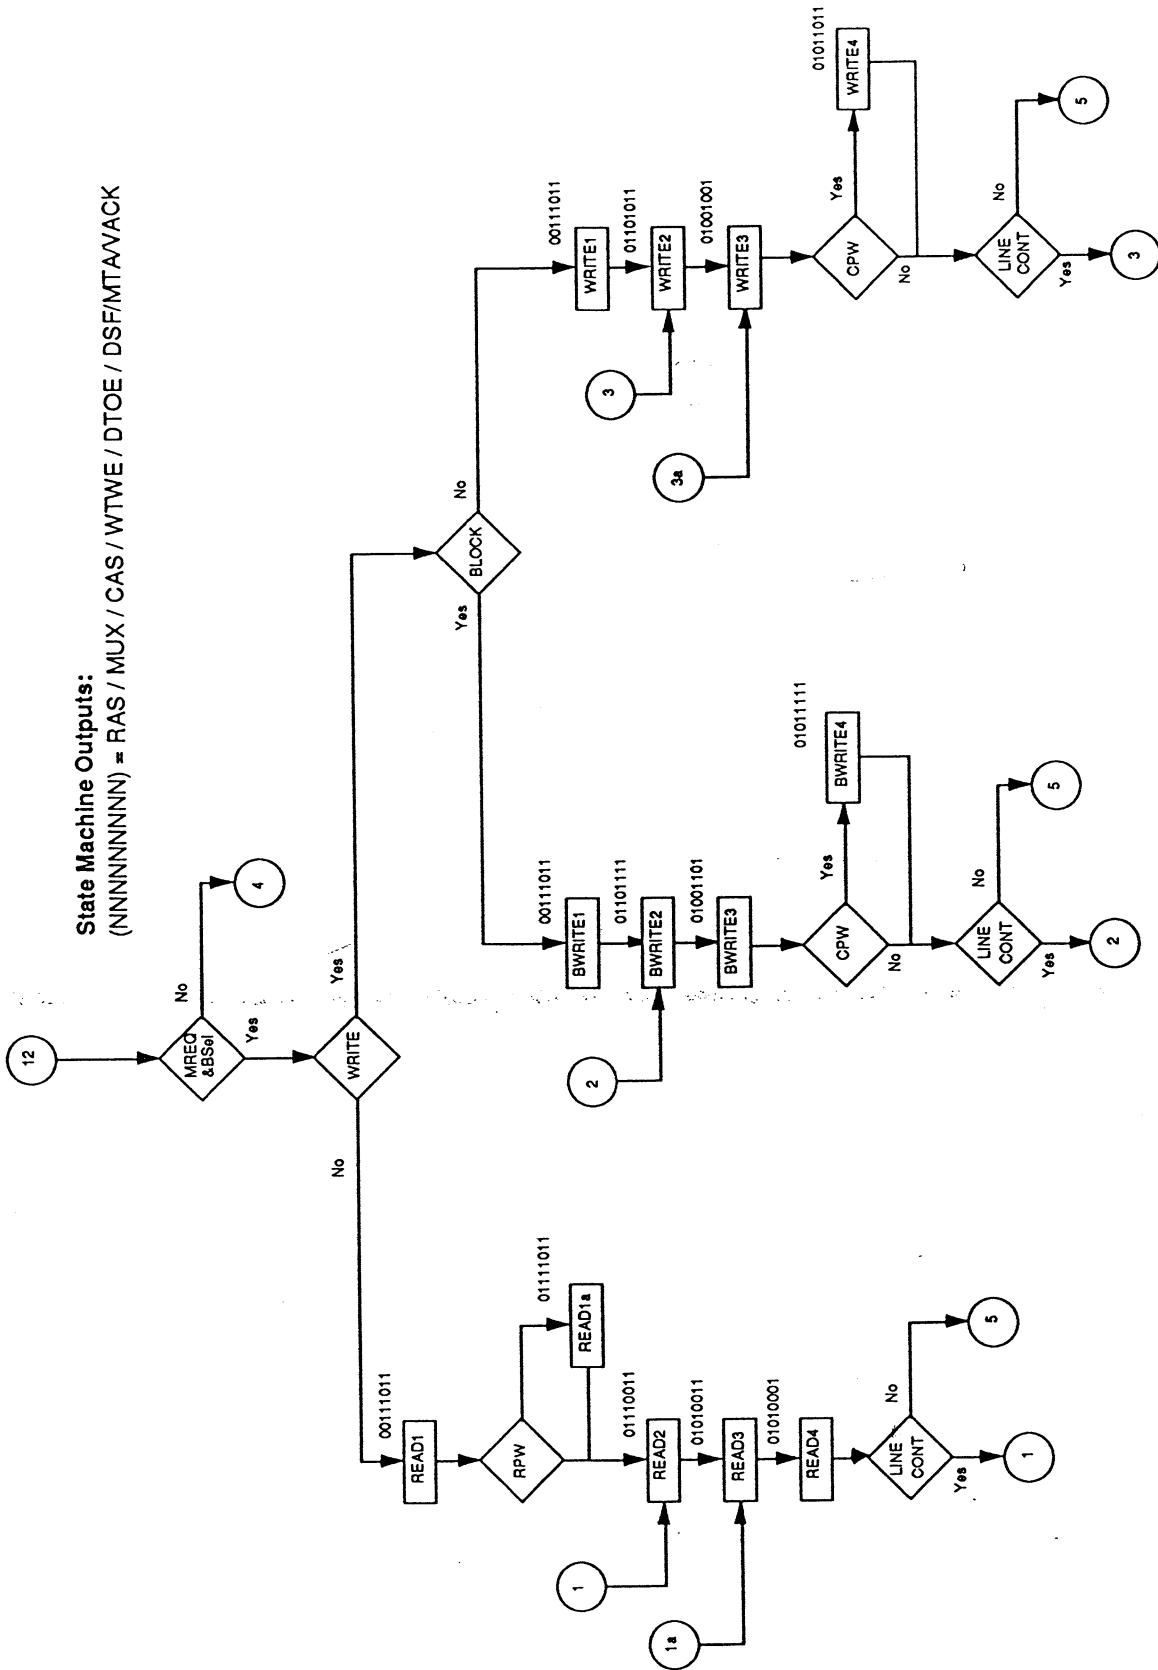 State Machine Outputs:
(NNNNNNNN) = RAS / MUX / CAS / WTWE / DTOE / DSF/MTA/VACK
12
MREQ
&BSel
No
4
Yes
WRITE
No
Yes
BLOCK
Yes
No
00111011
READ1
RPW
01111011
READ1a
1
01110011
READ2
1a
01010011
READ3
01010001
READ4
LINE
CONT
No
5
Yes
1
00111011
BWRITE1
2
01101111
BWRITE2
01001101
BWRITE3
CPW
Yes
01011111
BWRITE4
No
LINE
CONT
No
5
Yes
2
00111011
WRITE1
3
01101011
WRITE2
3a
01001001
WRITE3
CPW
Yes
01011011
WRITE4
No
LINE
CONT
No
5
Yes
3